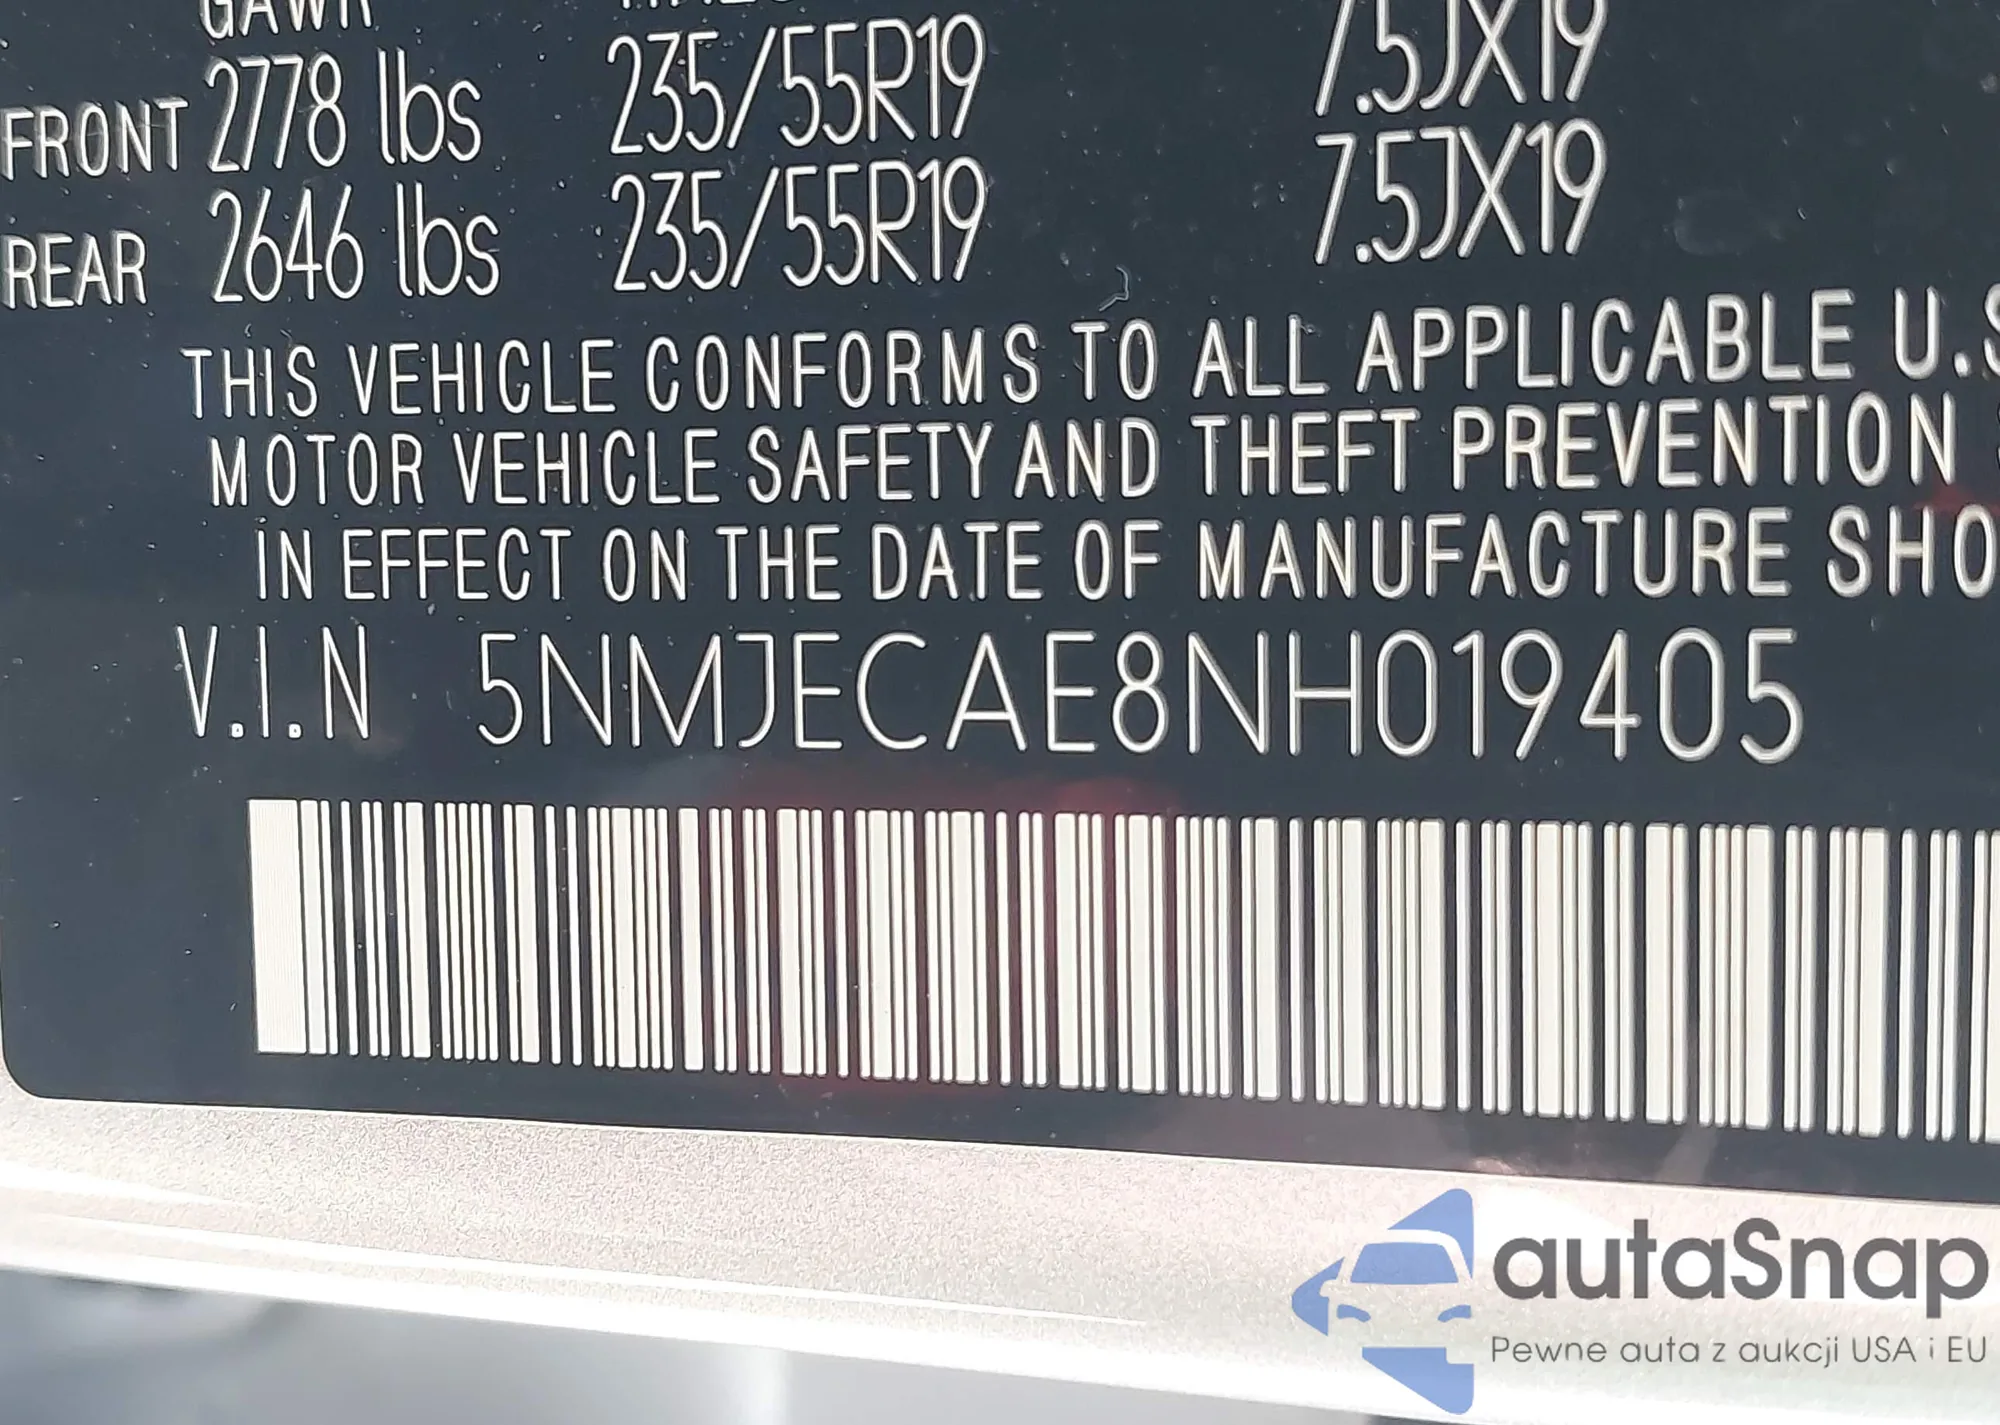 GAWR
7.5JX19
FRONT 2778 lbs 235/55R19 7.5JX19
REAR 2646 lbs 235/55R19
THIS VEHICLE CONFORMS TO ALL APPLICABLE U.S
MOTOR VEHICLE SAFETY AND THEFT PREVENTION
IN EFFECT ON THE DATE OF MANUFACTURE SHO
V.I.N 5NMJECAE8NH019405
autaSnap
Pewne auta z aukcji USA i EU